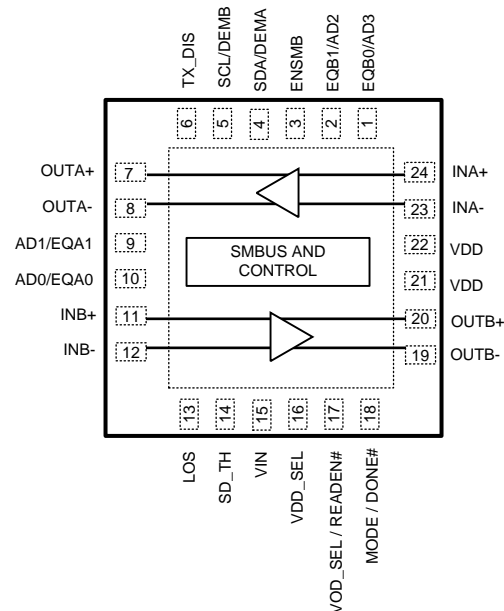 TX_DIS
SCL/DEMB
SDA/DEMA
ENSMB
EQB1/AD2
EQB0/AD3
6
5
4
3
2
1
OUTA+
7
24
INA+
OUTA-
8
23
INA-
AD1/EQA1
9
22
VDD
SMBUS AND
CONTROL
AD0/EQA0
10
21
VDD
INB+
11
20
OUTB+
INB-
12
19
OUTB-
13
14
15
16
17
18
LOS
SD_TH
VIN
VDD_SEL
VOD_SEL / READEN#
MODE / DONE#